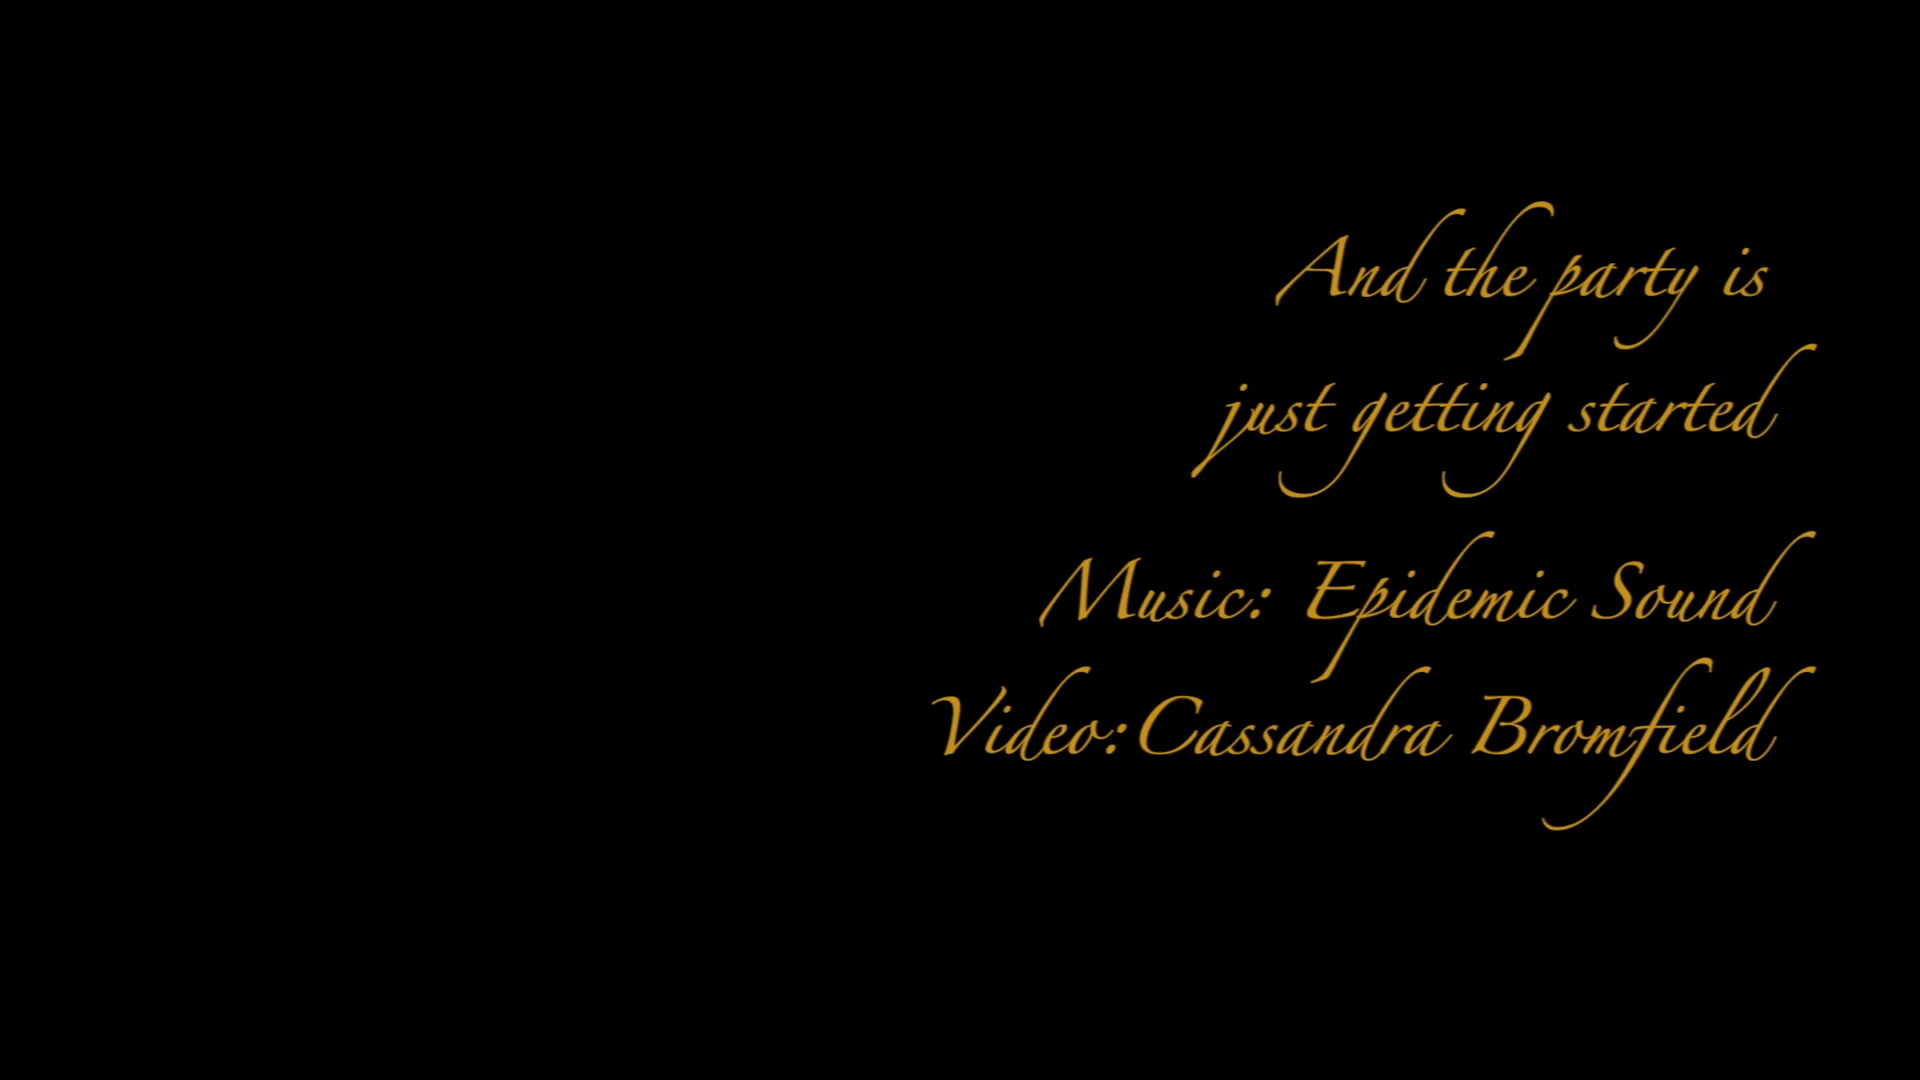 And the party is
just getting started
Music: Epidemic Sound
Video:Cassandra Bromfield